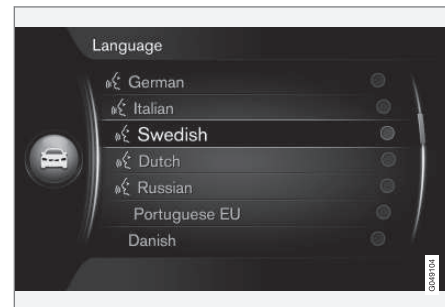 Language
German
Italian
Swedish
Dutch
Russian
Portuguese EU
Danish
G049104